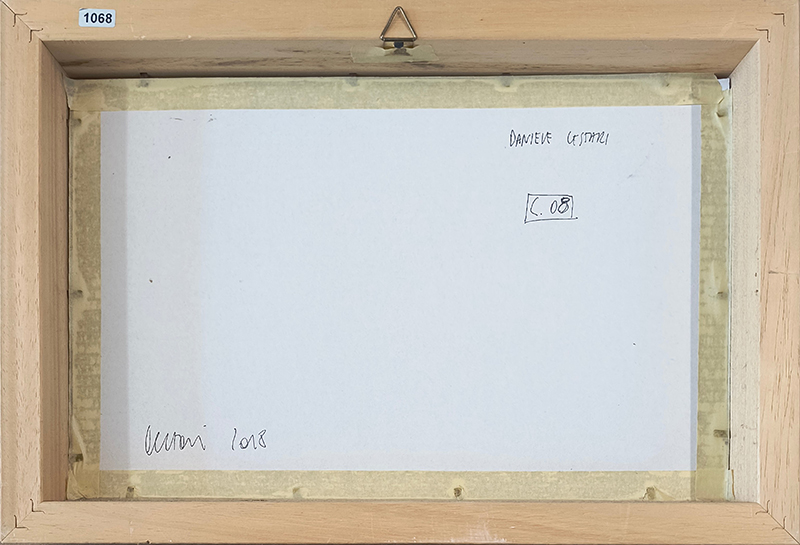 1068
DANIELE CESTARI
C. 08
Cestari 2018